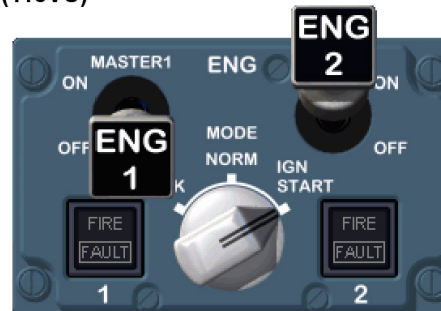 (115VU)
ENG 2
MASTER1
ENG
ON
ON
OFF
ENG 1
MODE
NORM
OFF
K
IGN
START
FIRE
FAULT
FIRE
FAULT
1
2